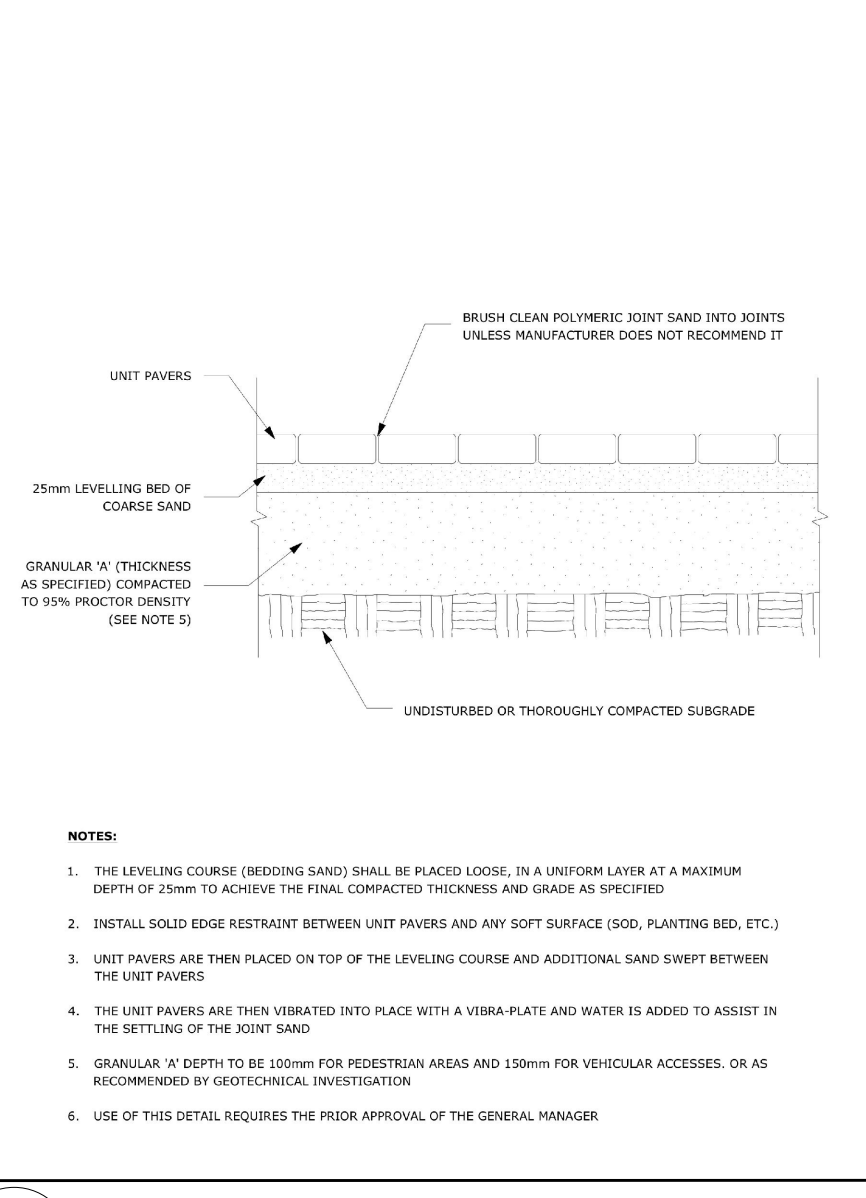 BRUSH CLEAN POLYMERIC JOINT SAND INTO JOINTS
UNLESS MANUFACTURER DOES NOT RECOMMEND IT
UNIT PAVERS
25mm LEVELLING BED OF
COARSE SAND
GRANULAR 'A' (THICKNESS
AS SPECIFIED) COMPACTED
TO 95% PROCTOR DENSITY
(SEE NOTE 5)
UNDISTURBED OR THOROUGHLY COMPACTED SUBGRADE
NOTES:
1. THE LEVELING COURSE (BEDDING SAND) SHALL BE PLACED LOOSE, IN A UNIFORM LAYER AT A MAXIMUM
DEPTH OF 25mm TO ACHIEVE THE FINAL COMPACTED THICKNESS AND GRADE AS SPECIFIED
2. INSTALL SOLID EDGE RESTRAINT BETWEEN UNIT PAVERS AND ANY SOFT SURFACE (SOD, PLANTING BED, ETC.)
3. UNIT PAVERS ARE THEN PLACED ON TOP OF THE LEVELING COURSE AND ADDITIONAL SAND SWEPT BETWEEN
THE UNIT PAVERS
4. THE UNIT PAVERS ARE THEN VIBRATED INTO PLACE WITH A VIBRA-PLATE AND WATER IS ADDED TO ASSIST IN
THE SETTLING OF THE JOINT SAND
5. GRANULAR 'A' DEPTH TO BE 100mm FOR PEDESTRIAN AREAS AND 150mm FOR VEHICULAR ACCESSES. OR AS
RECOMMENDED BY GEOTECHNICAL INVESTIGATION
6. USE OF THIS DETAIL REQUIRES THE PRIOR APPROVAL OF THE GENERAL MANAGER